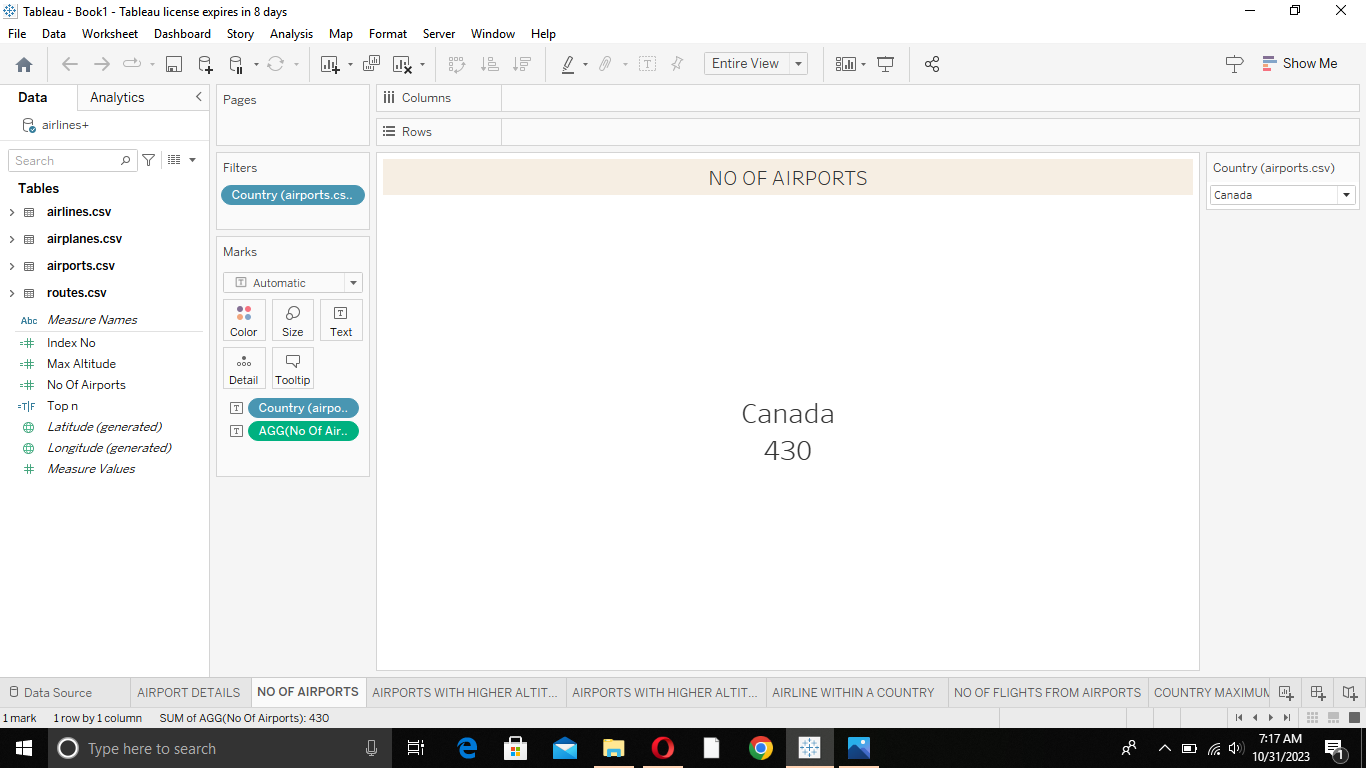 Tableau - Book1 - Tableau license expires in 8 days
File Data Worksheet Dashboard Story Analysis Map Format Server Window Help
Entire View
Show Me
Data Analytics
airlines+
Search
Tables
airlines.csv
airplanes.csv
airports.csv
routes.csv
Abc Measure Names
=# Index No
=# Max Altitude
=# No Of Airports
=T|F Top n
Latitude (generated)
Longitude (generated)
# Measure Values
Pages
Filters
Country (airports.cs..
Marks
T Automatic
Color Size T Text
Detail Tooltip
T Country (airpo..
T AGG(No Of Air..
Columns
Rows
NO OF AIRPORTS
Canada
430
Country (airports.csv)
Canada
Data Source AIRPORT DETAILS NO OF AIRPORTS AIRPORTS WITH HIGHER ALTIT... AIRPORTS WITH HIGHER ALTIT... AIRLINE WITHIN A COUNTRY NO OF FLIGHTS FROM AIRPORTS COUNTRY MAXIMUM
1 mark 1 row by 1 column SUM of AGG(No Of Airports): 430
Type here to search
7:17 AM
10/31/2023
1